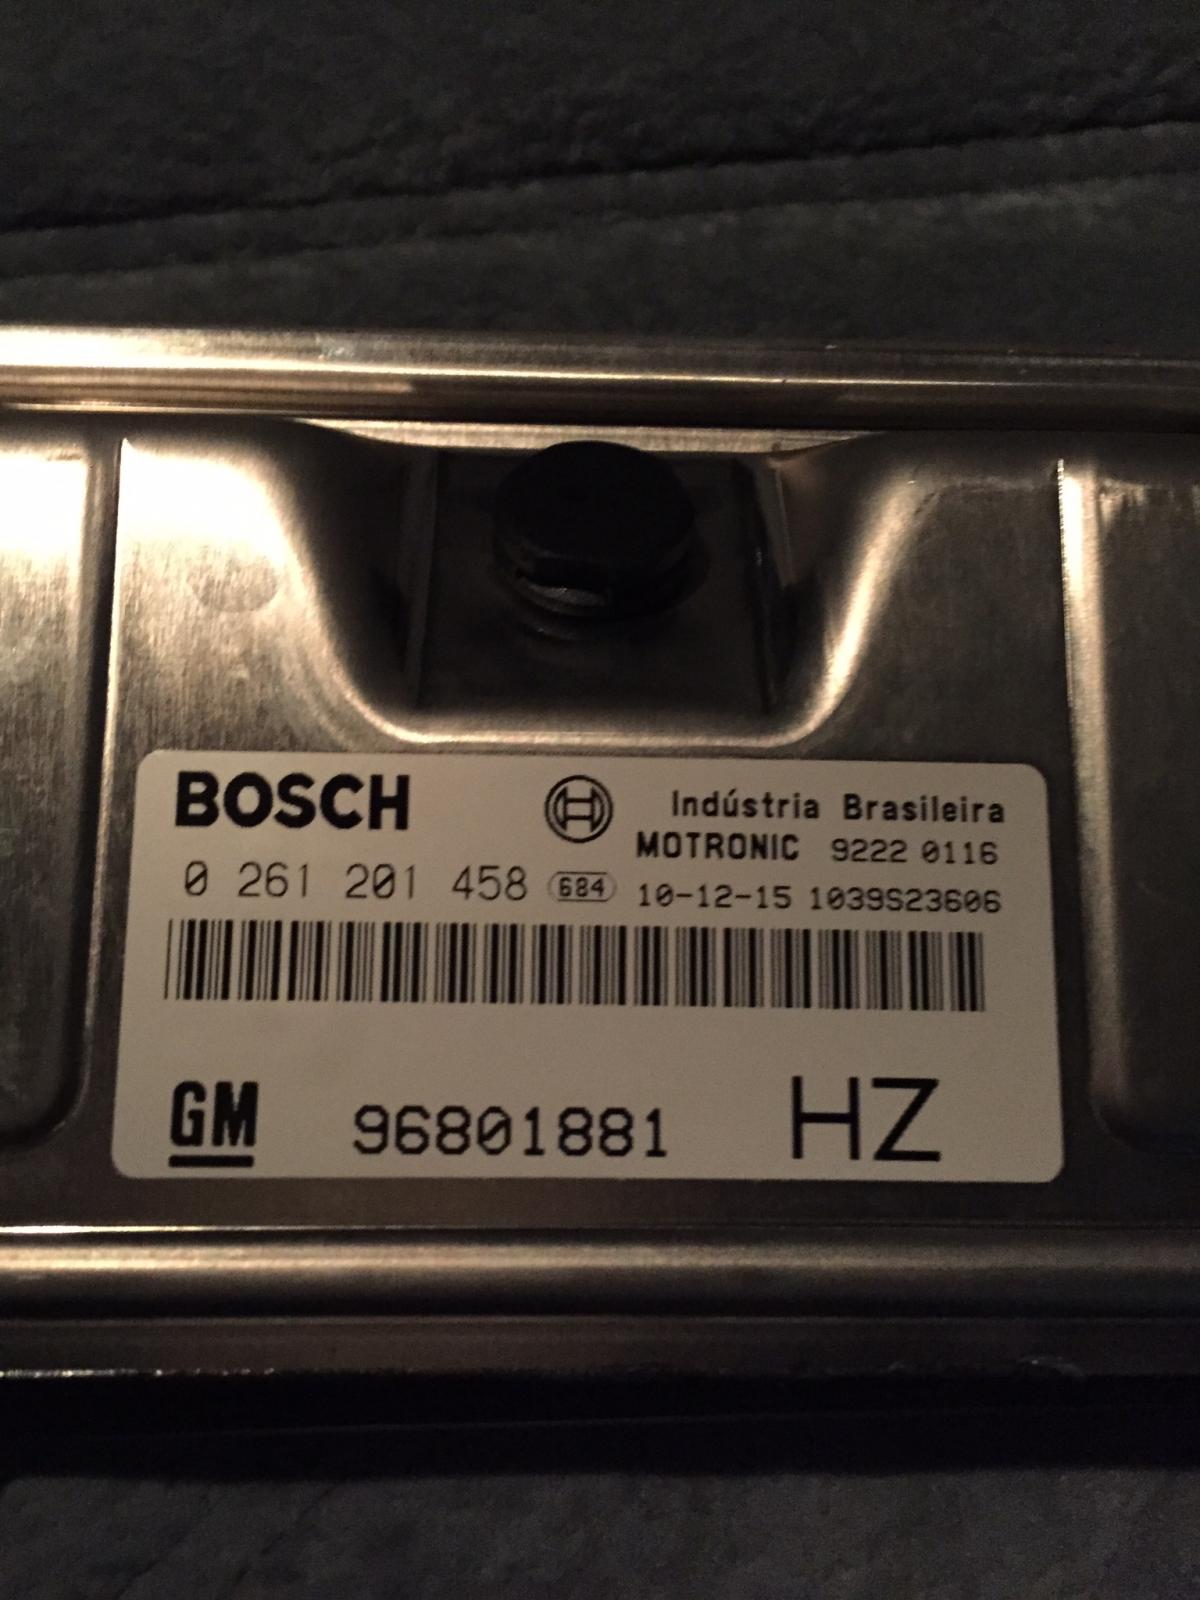 BOSCH
Indústria Brasileira
MOTRONIC 9222 0116
0 261 201 458 684 10-12-15 1039S23606
GM 96801881 HZ